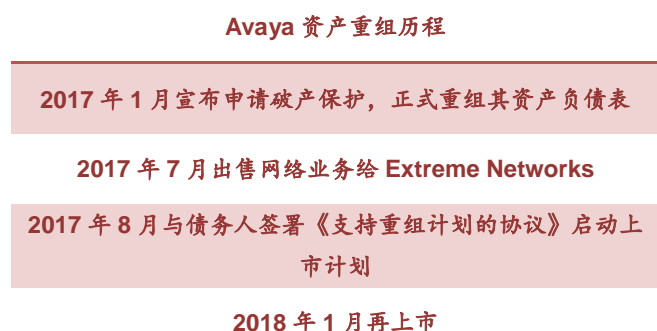 Avaya 资产重组历程
2017 年 1 月宣布申请破产保护，正式重组其资产负债表
2017 年 7 月出售网络业务给 Extreme Networks
2017 年 8 月与债务人签署《支持重组计划的协议》启动上
市计划
2018 年 1 月再上市